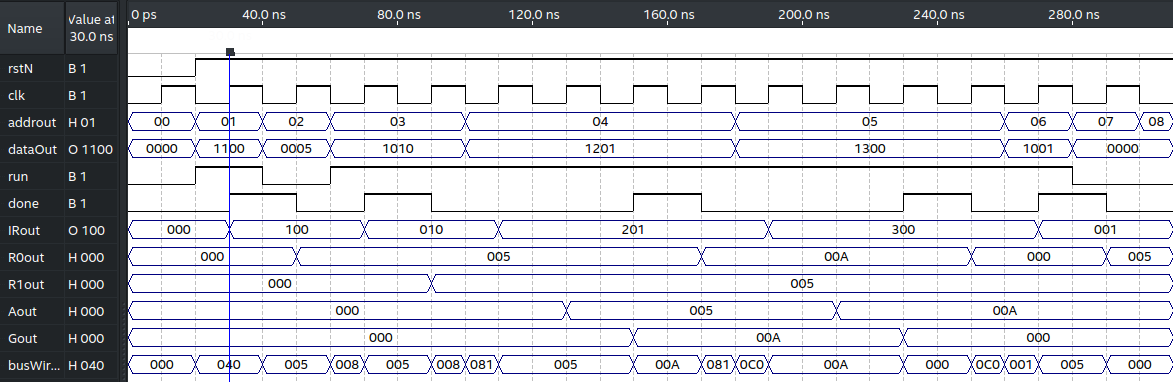 Name Value at 30.0 ns 0 ps 40.0 ns 80.0 ns 120.0 ns 160.0 ns 200.0 ns 240.0 ns 280.0 ns
rstN B 1
clk B 1
addrout H 01 00 01 02 03 04 05 06 07 08
dataOut O 1100 0000 1100 0005 1010 1201 1300 1001 0000
run B 1
done B 1
IRout O 100 000 100 010 201 300 001
R0out H 000 000 005 00A 000 005
R1out H 000 000 005
Aout H 000 000 005 00A
Gout H 000 000 00A 000
busWir... H 040 000 040 005 008 005 008 081 005 00A 081 0C0 00A 000 0C0 001 005 000